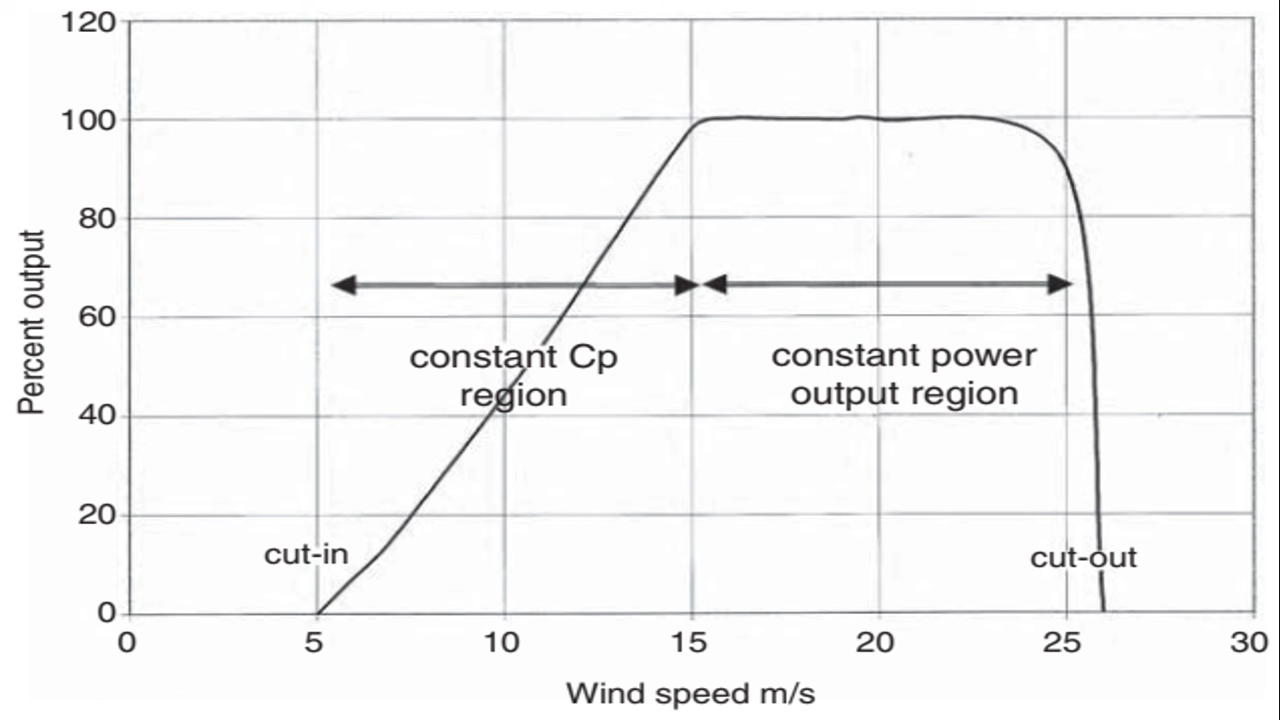 120
100
80
60
40
20
0
Percent output
cut-in
constant Cp
region
constant power
output region
cut-out
0 5 10 15 20 25 30
Wind speed m/s